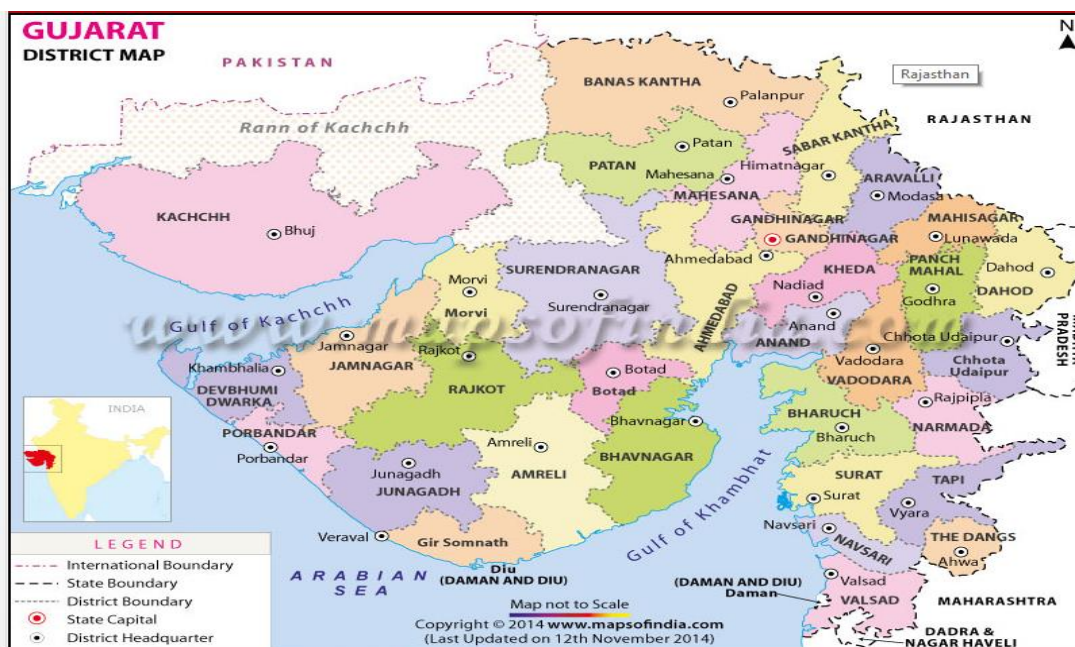 GUJARAT
DISTRICT MAP
N
PAKISTAN
Rajasthan
RAJASTHAN
BANAS KANTHA
Palanpur
Rann of Kachchh
SABAR KANTHA
Patan
PATAN
Mahesana
Himatnagar
ARAVALLI
MAHESANA
Modasa
KACHCHH
Bhuj
GANDHINAGAR
GANDHINAGAR
MAHISAGAR
Lunawada
Ahmedabad
PANCH
MAHAL
Dahod
DAHOD
SURENDRANAGAR
KHEDA
Morvi
Nadiad
Godhra
Surendranagar
Morvi
AHMEDABAD
www.mapsofindia.com
Gulf of Kachchh
Anand
ANAND
Jamnagar
JAMNAGAR
Rajkot
Chhota Udaipur
PRADESH
Vadodara
VADODARA
Chhota
Udaipur
Khambhalia
DEVBHUMI
DWARKA
RAJKOT
Botad
Botad
Rajpipla
NARMADA
INDIA
BHARUCH
Bharuch
Bhavnagar
PORBANDAR
Porbandar
Amreli
AMRELI
BHAVNAGAR
Junagadh
JUNAGADH
Gulf of Khambhat
SURAT
Surat
TAPI
Vyara
Navsari
NAVSARI
THE DANGS
Ahwa
Veraval
Gir Somnath
Diu
(DAMAN AND DIU)
ARABIAN
SEA
(DAMAN AND DIU)
Daman
Valsad
VALSAD
MAHARASHTRA
DADRA &
NAGAR HAVELI
LEGEND
International Boundary
State Boundary
District Boundary
State Capital
District Headquarter
Map not to Scale
Copyright © 2014 www.mapsofindia.com
(Last Updated on 12th November 2014)